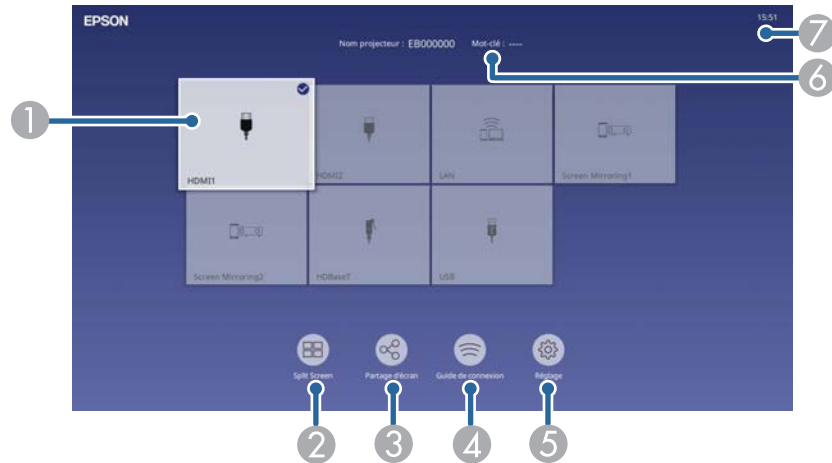 EPSON
15:51
7
Nom projecteur : EB000000 Mot-clé : ----
6
1
HDMI1
HDMI2
LAN
Screen Mirroring1
Screen Mirroring2
HDBaseT
USB
Split Screen
Partage d'écran
Guide de connexion
Réglage
2
3
4
5